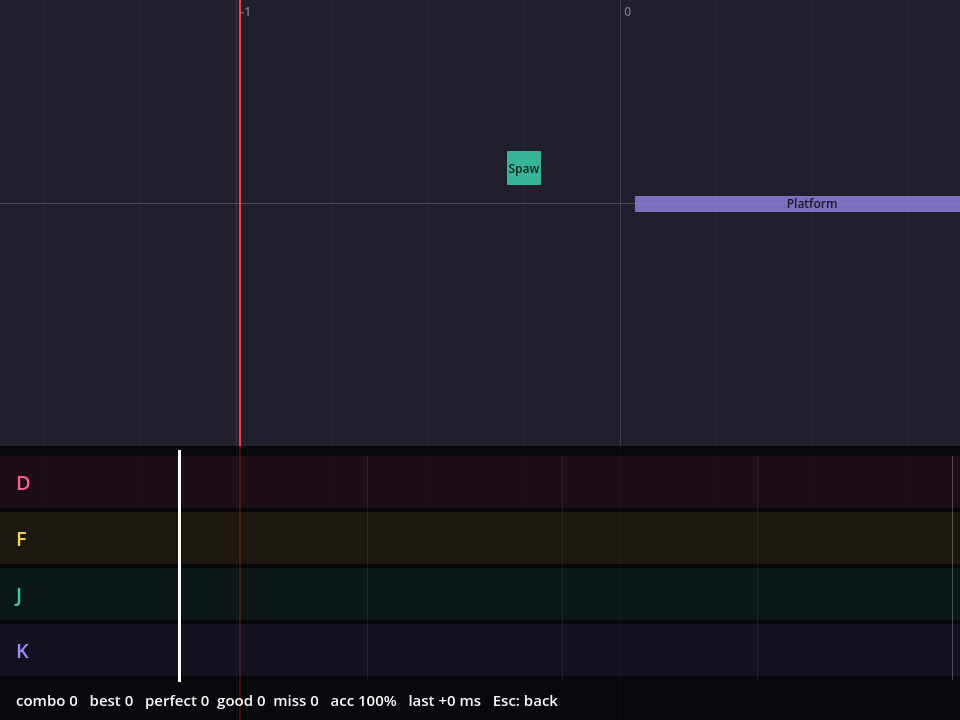 -1 0
Spaw
Platform
D
F
J
K
combo 0 best 0 perfect 0 good 0 miss 0 acc 100% last +0 ms Esc: back